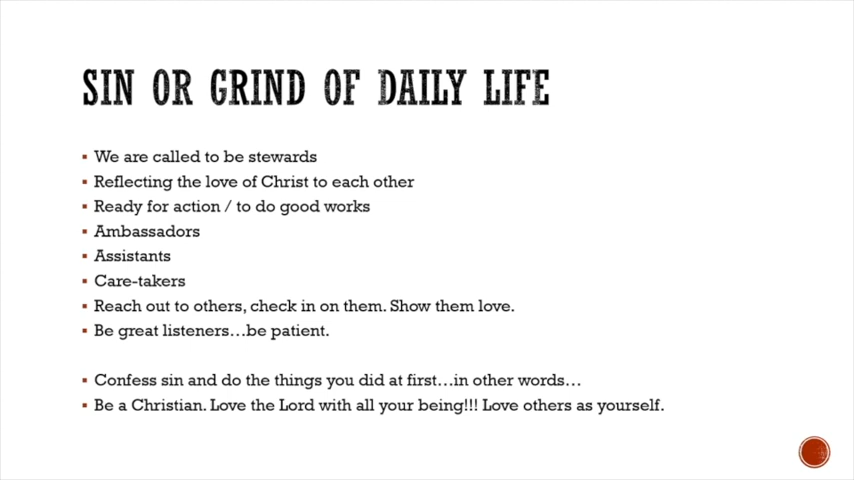 SIN OR GRIND OF DAILY LIFE
▪ We are called to be stewards
▪ Reflecting the love of Christ to each other
▪ Ready for action / to do good works
▪ Ambassadors
▪ Assistants
▪ Care-takers
▪ Reach out to others, check in on them. Show them love.
▪ Be great listeners…be patient.
▪ Confess sin and do the things you did at first…in other words…
▪ Be a Christian. Love the Lord with all your being!!! Love others as yourself.